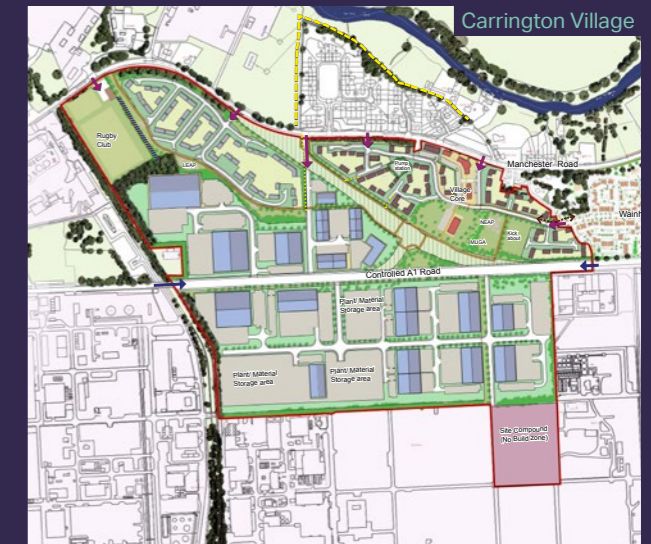 Carrington Village
Rugby
Club
LEAP
Pump
station
Manchester Road
Village
Core
NEAP
Kick
about
MUGA
Controlled A1 Road
Plant/ Material
Storage area
Plant/ Material
Storage area
Plant/ Material
Storage area
Site Compound
(No Build zone)